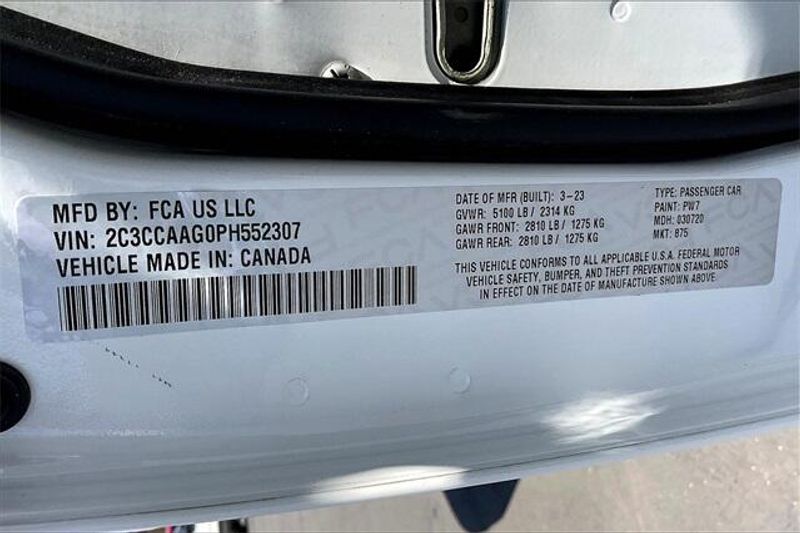 MFD BY: FCA US LLC
VIN: 2C3CCAAG0PH552307
VEHICLE MADE IN: CANADA
DATE OF MFR (BUILT): 3-23
GVWR: 5100 LB / 2314 KG
GAWR FRONT: 2810 LB / 1275 KG
GAWR REAR: 2810 LB / 1275 KG
TYPE: PASSENGER CAR
PAINT: PW7
MDH: 030720
MKT: B75
THIS VEHICLE CONFORMS TO ALL APPLICABLE U.S.A. FEDERAL MOTOR
VEHICLE SAFETY, BUMPER, AND THEFT PREVENTION STANDARDS
IN EFFECT ON THE DATE OF MANUFACTURE SHOWN ABOVE.